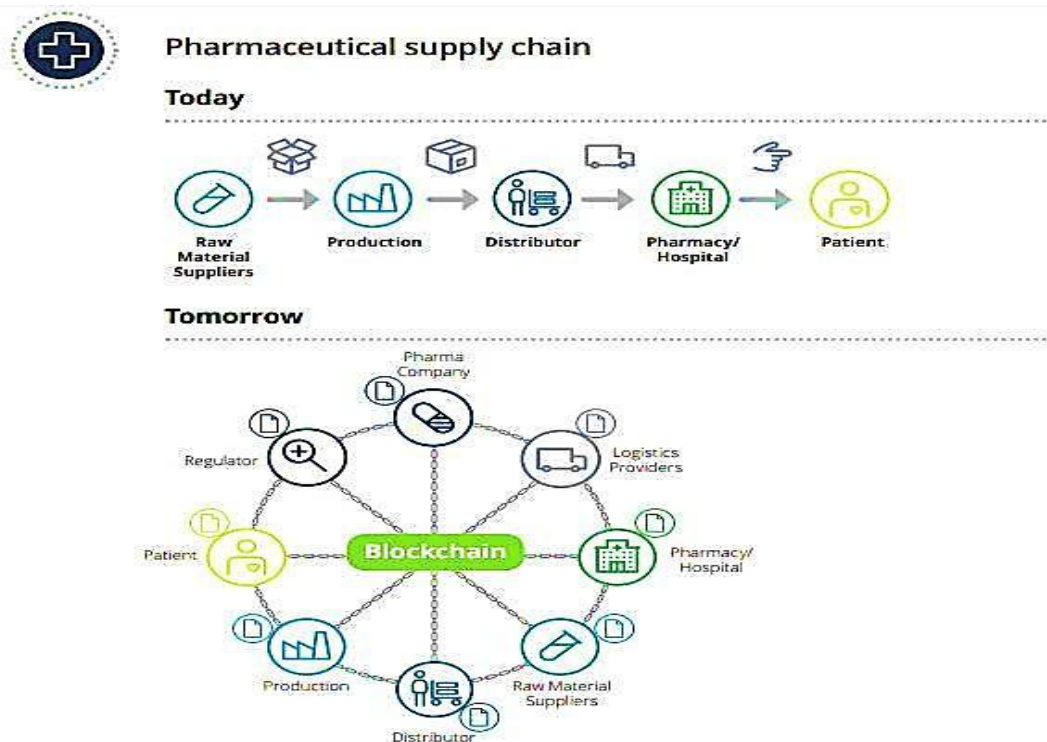 Pharmaceutical supply chain
Today
Raw
Material
Suppliers
Production
Distributor
Pharmacy/
Hospital
Patient
Tomorrow
Pharma
Company
Regulator
Logistics
Providers
Patient
Blockchain
Pharmacy/
Hospital
Production
Raw Material
Suppliers
Distributor